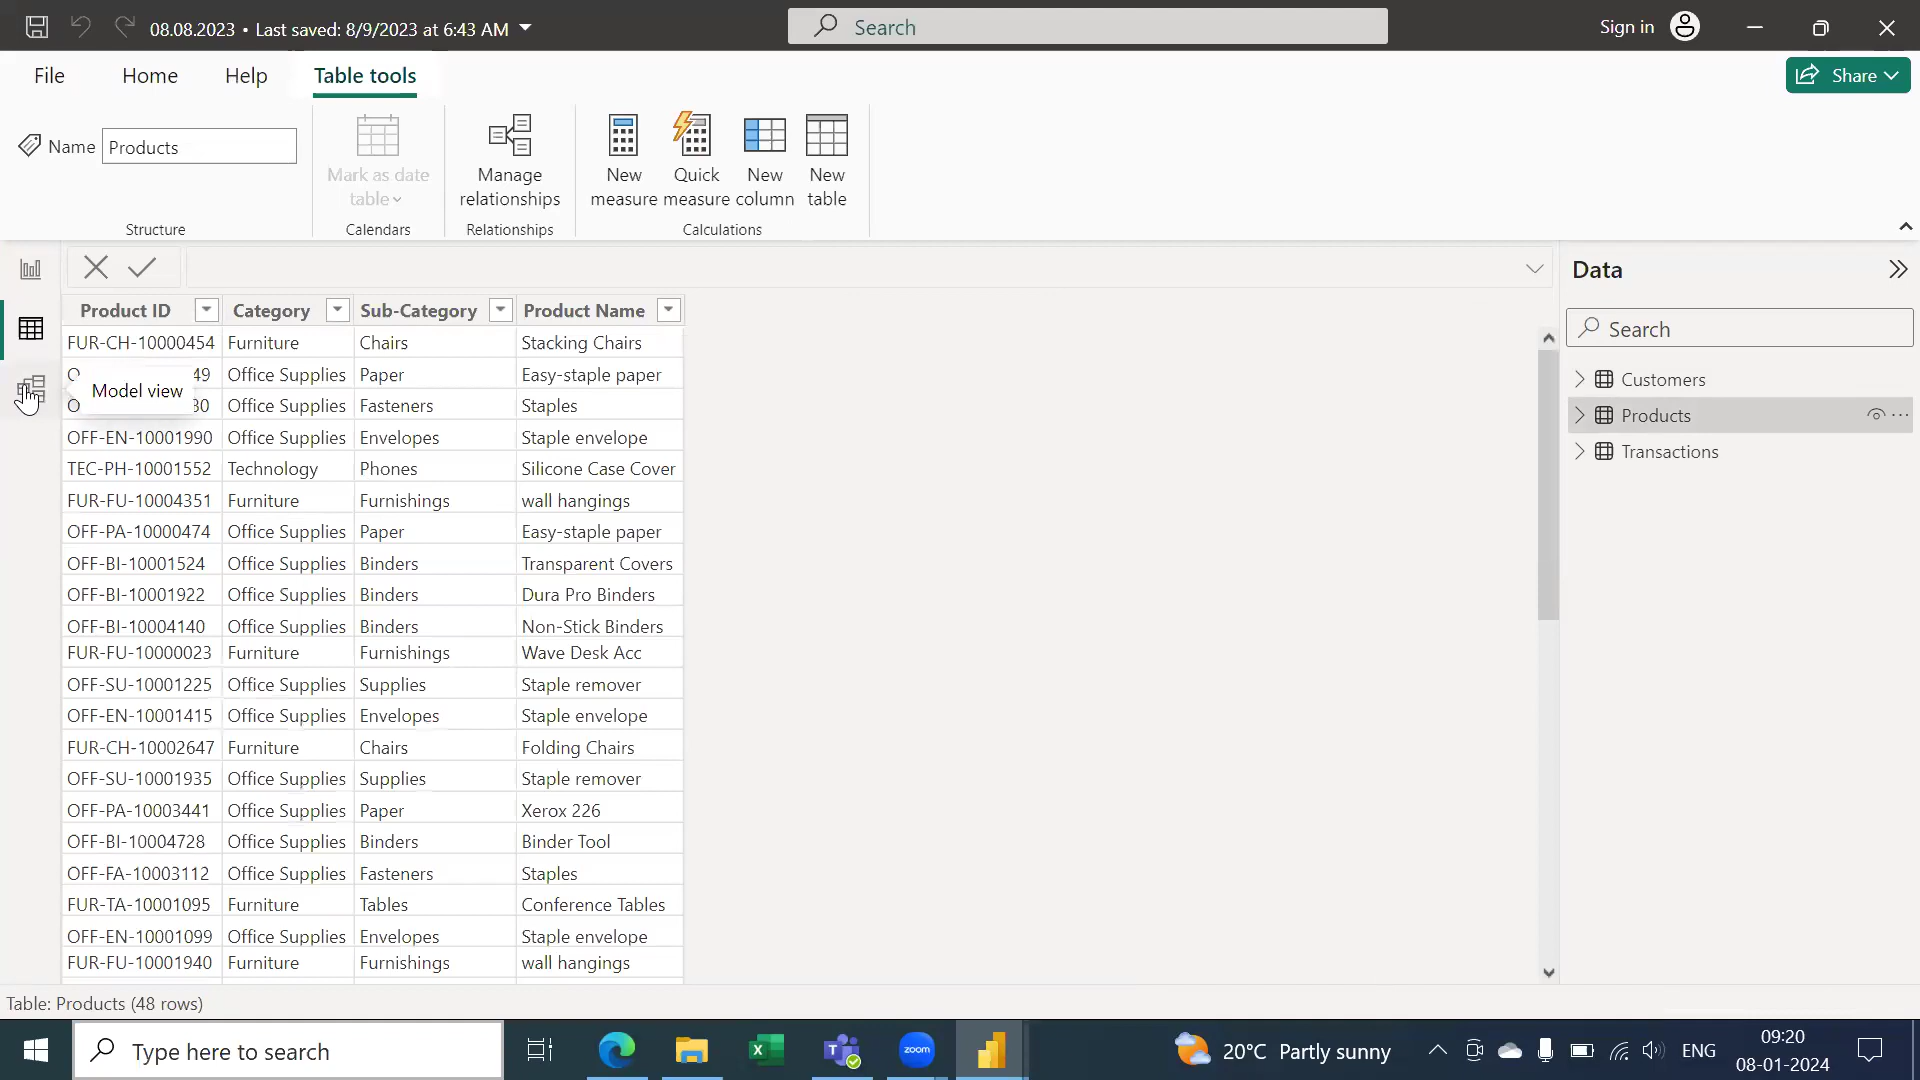 08.08.2023 • Last saved: 8/9/2023 at 6:43 AM
Search
Sign in
File Home Help Table tools
Share
Name Products
Mark as date table
Manage relationships
New measure
Quick measure
New column
New table
Structure Calendars Relationships Calculations
Data
Search
Customers
Products
Transactions
Product ID Category Sub-Category Product Name
FUR-CH-10000454 Furniture Chairs Stacking Chairs
O 49 Office Supplies Paper Easy-staple paper
Model view
O 30 Office Supplies Fasteners Staples
OFF-EN-10001990 Office Supplies Envelopes Staple envelope
TEC-PH-10001552 Technology Phones Silicone Case Cover
FUR-FU-10004351 Furniture Furnishings wall hangings
OFF-PA-10000474 Office Supplies Paper Easy-staple paper
OFF-BI-10001524 Office Supplies Binders Transparent Covers
OFF-BI-10001922 Office Supplies Binders Dura Pro Binders
OFF-BI-10004140 Office Supplies Binders Non-Stick Binders
FUR-FU-10000023 Furniture Furnishings Wave Desk Acc
OFF-SU-10001225 Office Supplies Supplies Staple remover
OFF-EN-10001415 Office Supplies Envelopes Staple envelope
FUR-CH-10002647 Furniture Chairs Folding Chairs
OFF-SU-10001935 Office Supplies Supplies Staple remover
OFF-PA-10003441 Office Supplies Paper Xerox 226
OFF-BI-10004728 Office Supplies Binders Binder Tool
OFF-FA-10003112 Office Supplies Fasteners Staples
FUR-TA-10001095 Furniture Tables Conference Tables
OFF-EN-10001099 Office Supplies Envelopes Staple envelope
FUR-FU-10001940 Furniture Furnishings wall hangings
Table: Products (48 rows)
Type here to search
zoom
20°C Partly sunny
ENG
09:20
08-01-2024